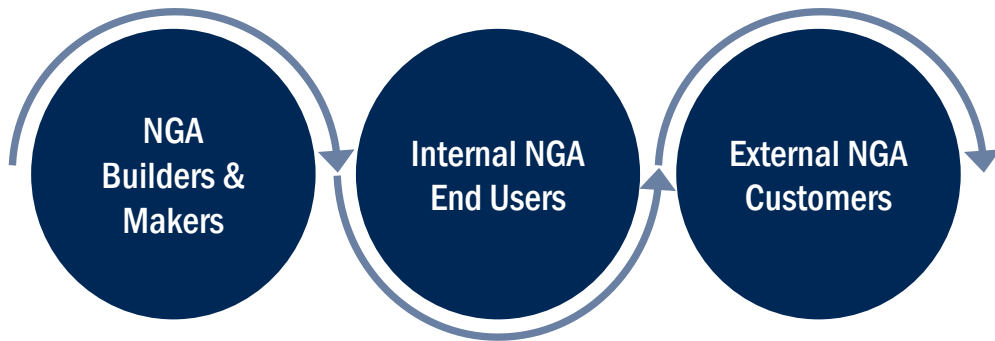 NGA
Builders &
Makers
Internal NGA
End Users
External NGA
Customers